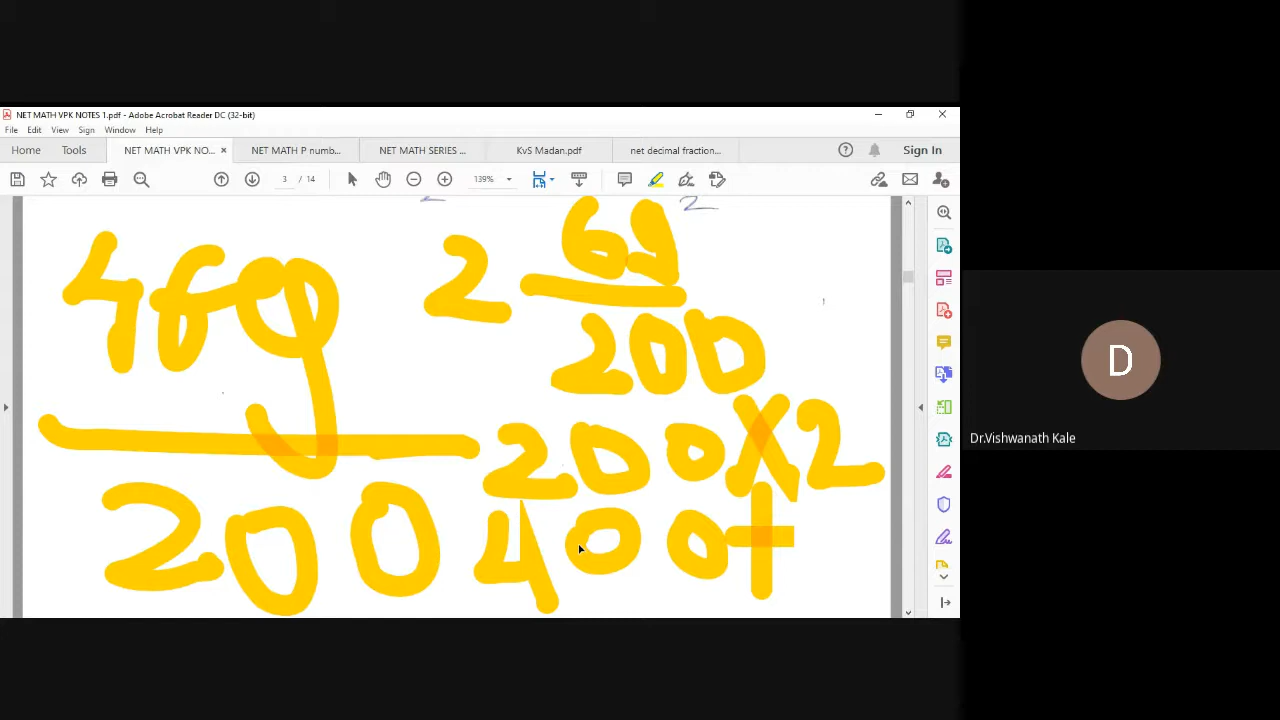 NET MATH VPK NOTES 1.pdf - Adobe Acrobat Reader DC (32-bit)
File Edit View Sign Window Help
Home Tools NET MATH VPK NO... × NET MATH P numb... NET MATH SERIES ... KvS Madan.pdf net decimal fraction... Sign In
3 / 14 139%
2 2
469 2 69
200
200 × 2
200 400 +
D
Dr.Vishwanath Kale